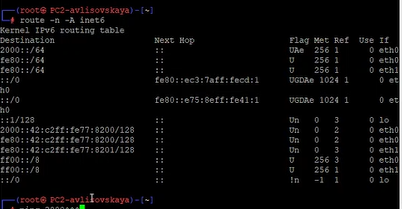 (root㉿ PC2-avlisovskaya)-[~]
route -n -A inet6
Kernel IPv6 routing table
Destination Next Hop Flag Met Ref Use If
2000::/64 :: UAe 256 1 0 eth0
fe80::/64 :: U 256 1 0 eth0
fe80::/64 :: U 256 1 0 eth1
::/0 fe80::ec3:7aff:fecd:1 UGDAe 1024 1 0 et
h0
::/0 fe80::e75:8eff:fe41:1 UGDAe 1024 1 0 et
h0
::1/128 :: Un 0 3 0 lo
2000::42:c2ff:fe77:8200/128 :: Un 0 2 0 eth0
fe80::42:c2ff:fe77:8200/128 :: Un 0 3 0 eth0
fe80::42:c2ff:fe77:8201/128 :: Un 0 3 0 eth1
ff00::/8 :: U 256 3 0 eth0
ff00::/8 :: U 256 1 0 eth1
::/0 :: !n -1 1 0 lo
(root㉿ PC2-avlisovskaya)-[~]